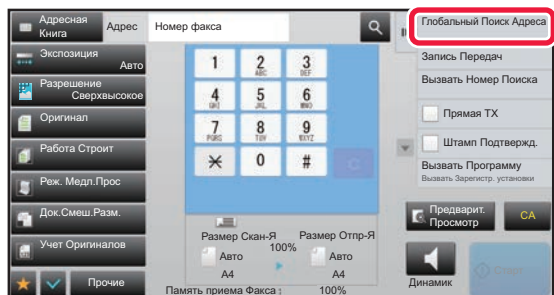 Адресная
Книга
Адрес
Номер факса
Глобальный Поиск Адреса
Экспозиция
Авто
Разрешение
Сверхвысокое
Оригинал
Работа Строит
Реж. Медл.Прос
Док.Смеш.Разм.
Учет Оригиналов
Прочие
1
2
ABC
3
DEF
4
GHI
5
JKL
6
MNO
7
PQRS
8
TUV
9
WXYZ
0
#
C
Размер Скан-Я
100%
Размер Отпр-Я
Авто
A4
Авто
A4
Память приема Факса :
100%
Запись Передач
Вызвать Номер Поиска
Прямая TX
Штамп Подтвержд.
Вызвать Программу
Вызвать Зарегистр. установки
Предварит.
Просмотр
CA
Динамик
Старт